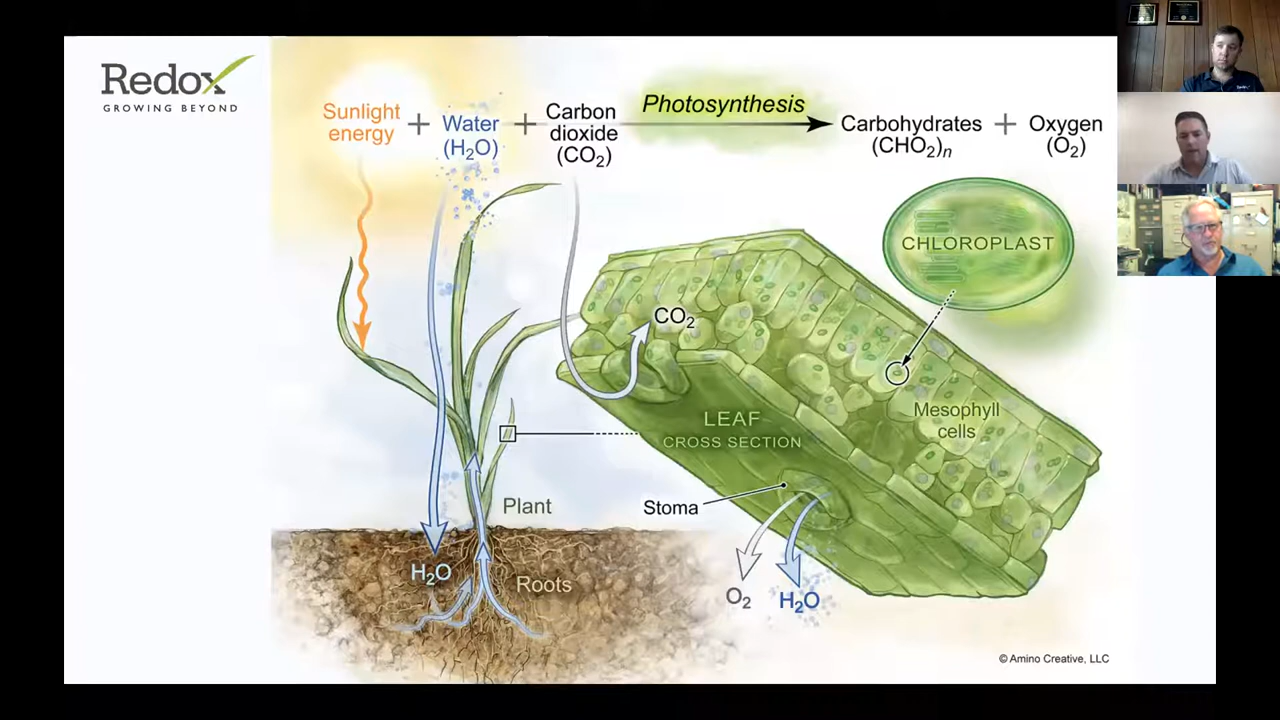 Redox
GROWING BEYOND
Sunlight
energy
+
Water
(H₂O)
+
Carbon
dioxide
(CO₂)
Photosynthesis
Carbohydrates
(CHO₂)n
+
Oxygen
(O₂)
CHLOROPLAST
CO₂
Mesophyll
cells
LEAF
CROSS SECTION
Stoma
Plant
H₂O
Roots
O₂
H₂O
© Amino Creative, LLC